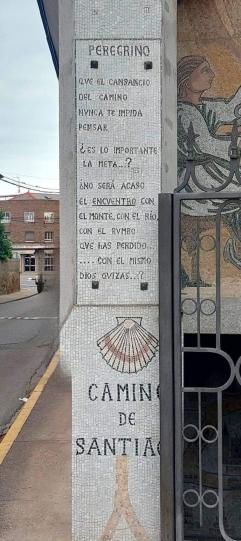 PEREGRINO
QUE EL CANSANCIO
DEL CAMINO
NUNCA TE IMPIDA
PENSAR.
¿ES LO IMPORTANTE
LA META...?
¿NO SERÁ ACASO
EL ENCUENTRO CON
EL MONTE, CON EL RÍO,
CON EL RUMBO
QUE HAS PERDIDO...
....CON EL MISMO
DIOS QUIZÁS...?
CAMINO
DE
SANTIAG